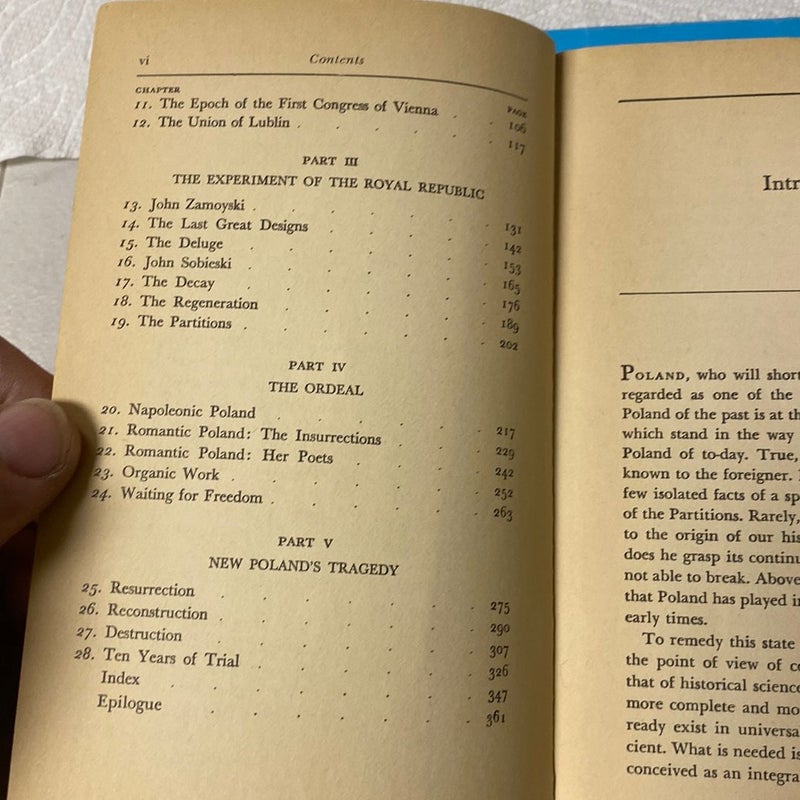 vi Contents
CHAPTER PAGE
11. The Epoch of the First Congress of Vienna . 106
12. The Union of Lublin . . . . . 117
PART III
THE EXPERIMENT OF THE ROYAL REPUBLIC
13. John Zamoyski . . . . . . 131
14. The Last Great Designs . . . . . 142
15. The Deluge . . . . . . 153
16. John Sobieski . . . . . . 165
17. The Decay . . . . . . 176
18. The Regeneration . . . . . 189
19. The Partitions . . . . . . 202
PART IV
THE ORDEAL
20. Napoleonic Poland . . . . . 217
21. Romantic Poland: The Insurrections . . . 229
22. Romantic Poland: Her Poets . . . . 242
23. Organic Work . . . . . . 252
24. Waiting for Freedom . . . . . 263
PART V
NEW POLAND'S TRAGEDY
25. Resurrection . . . . . . 275
26. Reconstruction . . . . . . 290
27. Destruction . . . . . . 307
28. Ten Years of Trial . . . . . 326
Index . . . . . . 347
Epilogue . . . . . . 361
Intr
POLAND, who will short
regarded as one of the
Poland of the past is at th
which stand in the way
Poland of to-day. True,
known to the foreigner.
few isolated facts of a sp
of the Partitions. Rarely,
to the origin of our his
does he grasp its continu
not able to break. Above
that Poland has played in
early times.
To remedy this state
the point of view of c
that of historical science
more complete and mo
ready exist in universa
cient. What is needed is
conceived as an integra